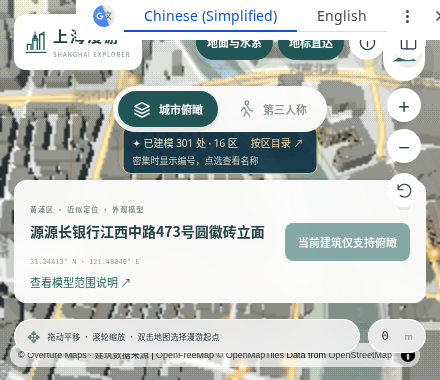 Chinese (Simplified)
English
上海漫游
SHANGHAI EXPLORER
地面与水系
地标直达
城市俯瞰
第三人称
✦ 已建模 301 处 · 16 区 按区目录 ↗
密集时显示编号，点选查看名称
黄浦区 · 近似定位 · 外观模型
源源长银行江西中路473号圆徽砖立面
当前建筑仅支持俯瞰
31.24413° N · 121.48040° E
查看模型范围说明 ↗
拖动平移 · 滚轮缩放 · 双击地图选择漫游起点
0 m
© Overture Maps · 建筑数据来源 | OpenFreeMap © OpenMapTiles Data from OpenStreetMap